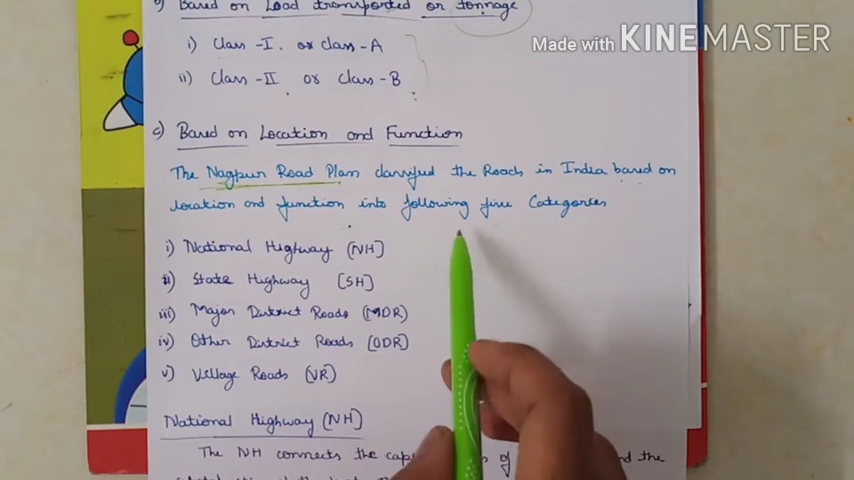 b) Based on Load transported or tonnage
Made with KINEMASTER
i) Class-I. or class-A
ii) Class-II or class-B
c) Based on Location and Function
The Nagpur Road Plan classified the Roads in India based on
location and function into following five Categories
i) National Highway (NH)
ii) State Highway [SH]
iii) Major District Roads (MDR)
iv) Other District Roads [ODR]
v) Village Roads (VR)
National Highway (NH)
The NH connects the of and the